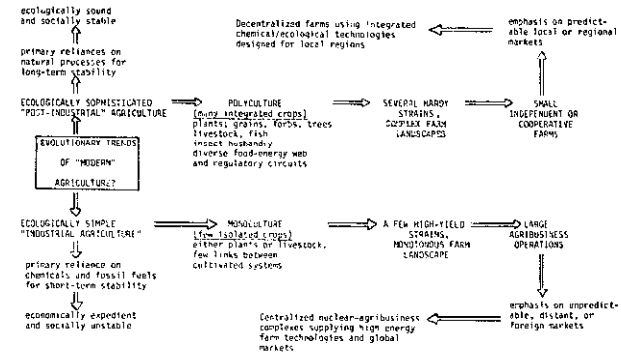 ecologically sound
and socially stable
primary reliances on
natural processes for
long-term stability
ECOLOGICALLY SOPHISTICATED
"POST-INDUSTRIAL" AGRICULTURE
EVOLUTIONARY TRENDS
OF "MODERN"
AGRICULTURE?
ECOLOGICALLY SIMPLE
"INDUSTRIAL AGRICULTURE"
primary reliance on
chemicals and fossil fuels
for short-term stability
economically expedient
and socially unstable
Decentralized farms using integrated
chemical/ecological technologies
designed for local regions
POLYCULTURE
(many integrated crops)
plants; grains, forbs, trees
livestock, fish
insect husbandry
diverse food-energy web
and regulatory circuits
SEVERAL HARDY
STRAINS,
COMPLEX FARM
LANDSCAPES
emphasis on predict-
able local or regional
markets
SMALL
INDEPENDENT OR
COOPERATIVE
FARMS
MONOCULTURE
(few isolated crops)
either plants or livestock,
few links between
cultivated systems
A FEW HIGH-YIELD
STRAINS,
MONOTONOUS FARM
LANDSCAPE
LARGE
AGRIBUSINESS
OPERATIONS
emphasis on unpredict-
able, distant, or
foreign markets
Centralized nuclear-agribusiness
complexes supplying high energy
farm technologies and global
markets